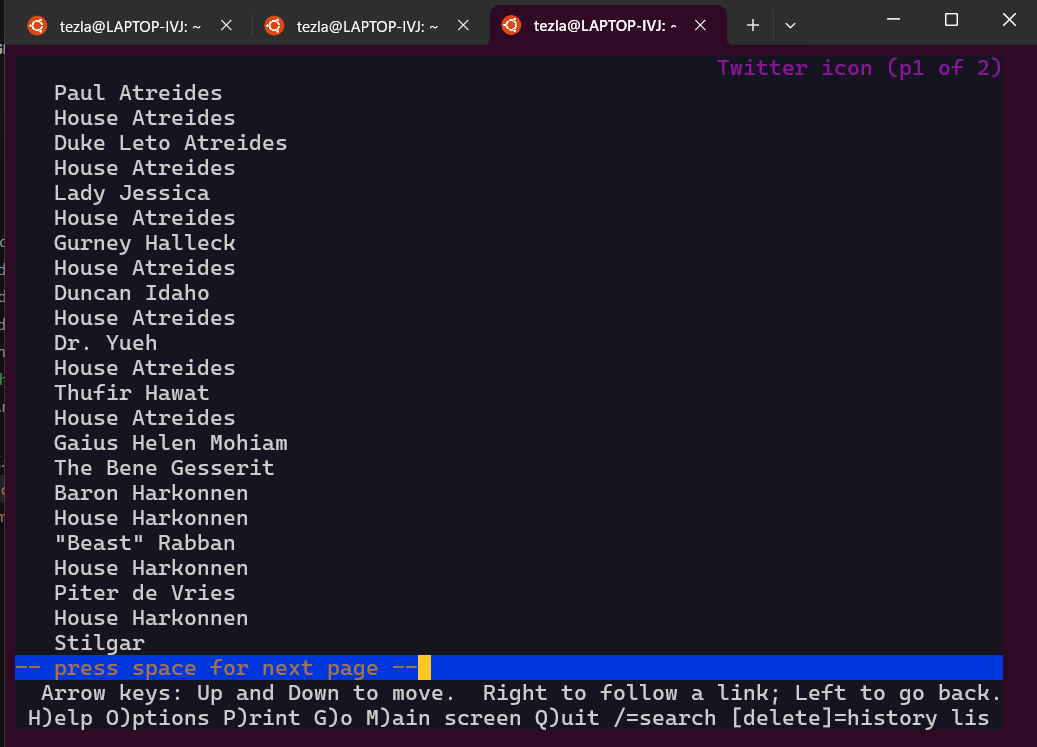 tezla@LAPTOP-IVJ: ~ tezla@LAPTOP-IVJ: ~ tezla@LAPTOP-IVJ: ~
Twitter icon (p1 of 2)
Paul Atreides
House Atreides
Duke Leto Atreides
House Atreides
Lady Jessica
House Atreides
Gurney Halleck
House Atreides
Duncan Idaho
House Atreides
Dr. Yueh
House Atreides
Thufir Hawat
House Atreides
Gaius Helen Mohiam
The Bene Gesserit
Baron Harkonnen
House Harkonnen
"Beast" Rabban
House Harkonnen
Piter de Vries
House Harkonnen
Stilgar
-- press space for next page --
Arrow keys: Up and Down to move.  Right to follow a link; Left to go back.
H)elp O)ptions P)rint G)o M)ain screen Q)uit /=search [delete]=history lis